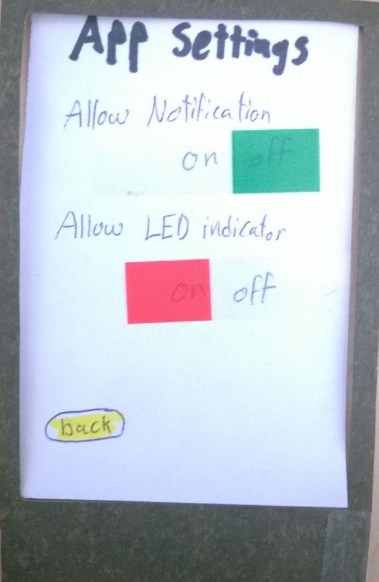 App Settings
Allow Notification
on off
Allow LED indicator
on off
back